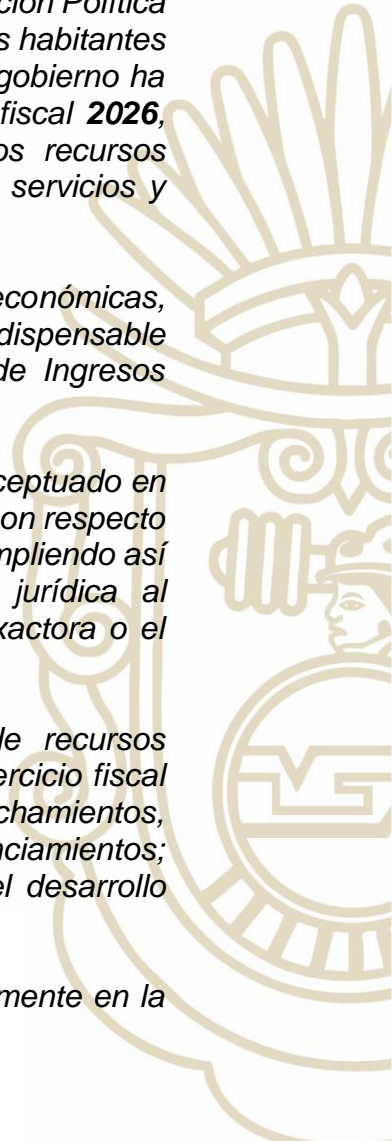 ción Política
s habitantes
gobierno ha
fiscal 2026,
os recursos
servicios y
económicas,
dispensable
de Ingresos
ceptuado en
on respecto
mpliendo así
jurídica al
xactora o el
de recursos
ercicio fiscal
chamientos,
nciamientos;
el desarrollo
mente en la